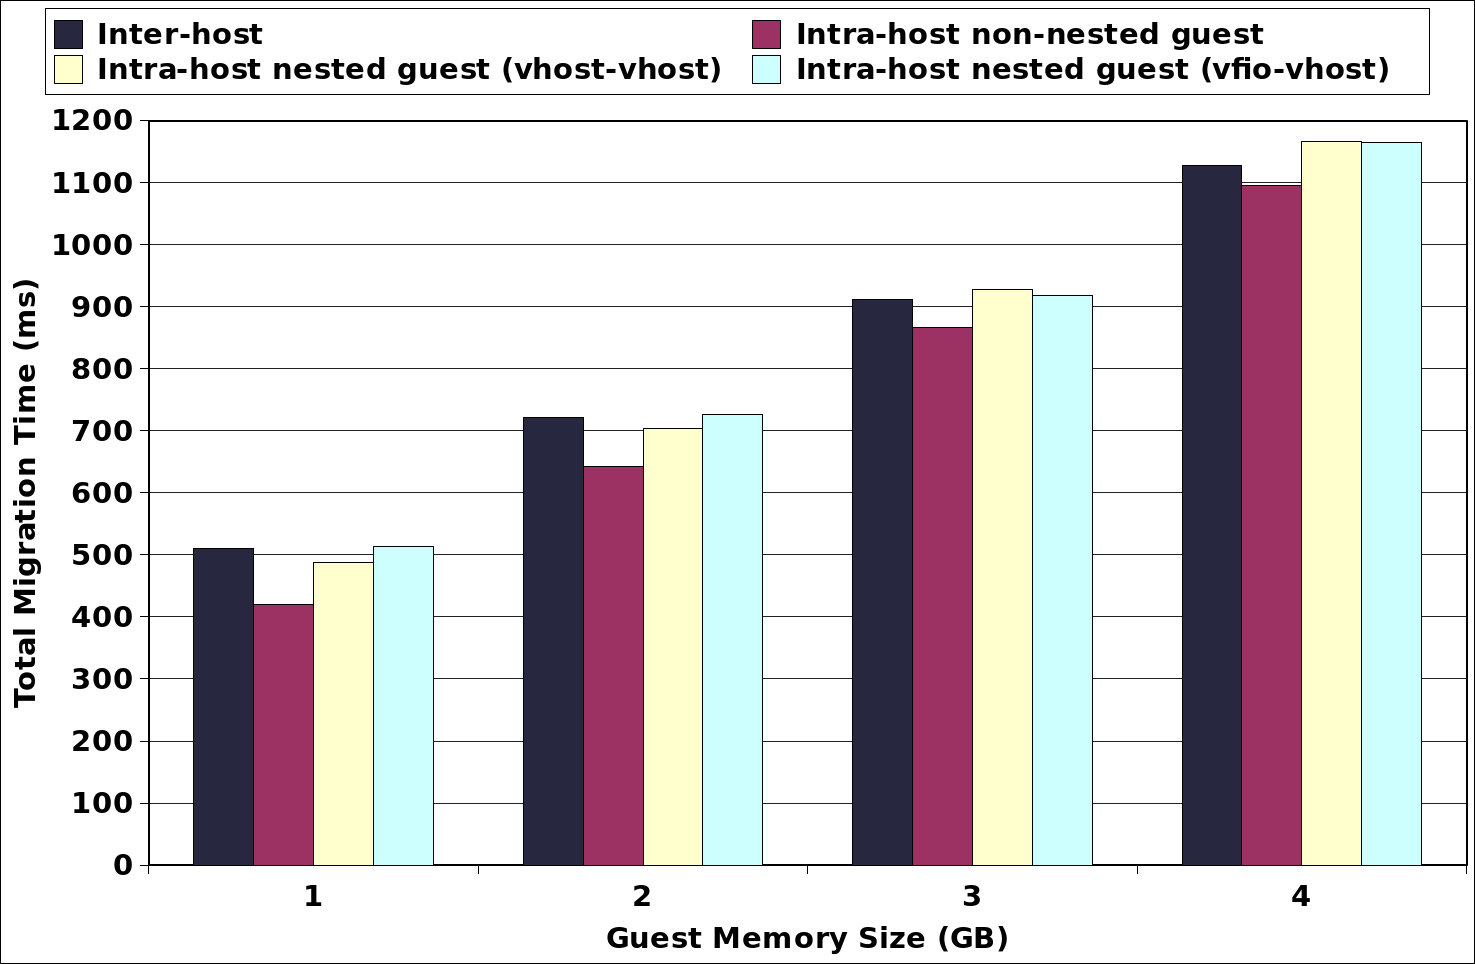 Inter-host
Intra-host non-nested guest
Intra-host nested guest (vhost-vhost)
Intra-host nested guest (vfio-vhost)
Total Migration Time (ms)
1200
1100
1000
900
800
700
600
500
400
300
200
100
0
1 2 3 4
Guest Memory Size (GB)